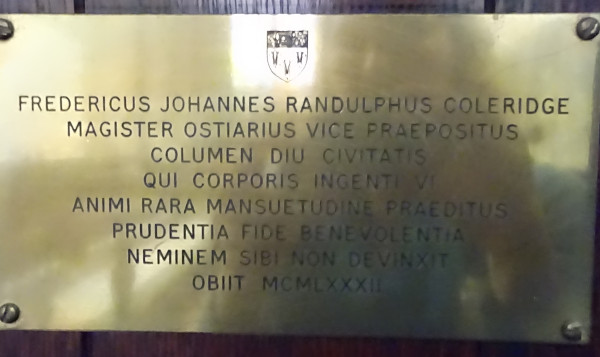 FREDERICUS JOHANNES RANDULPHUS COLERIDGE
MAGISTER OSTIARIUS VICE PRAEPOSITUS
COLUMEN DIU CIVITATIS
QUI CORPORIS INGENTI VI
ANIMI RARA MANSUETUDINE PRAEDITUS
PRUDENTIA FIDE BENEVOLENTIA
NEMINEM SIBI NON DEVINXIT
OBIIT